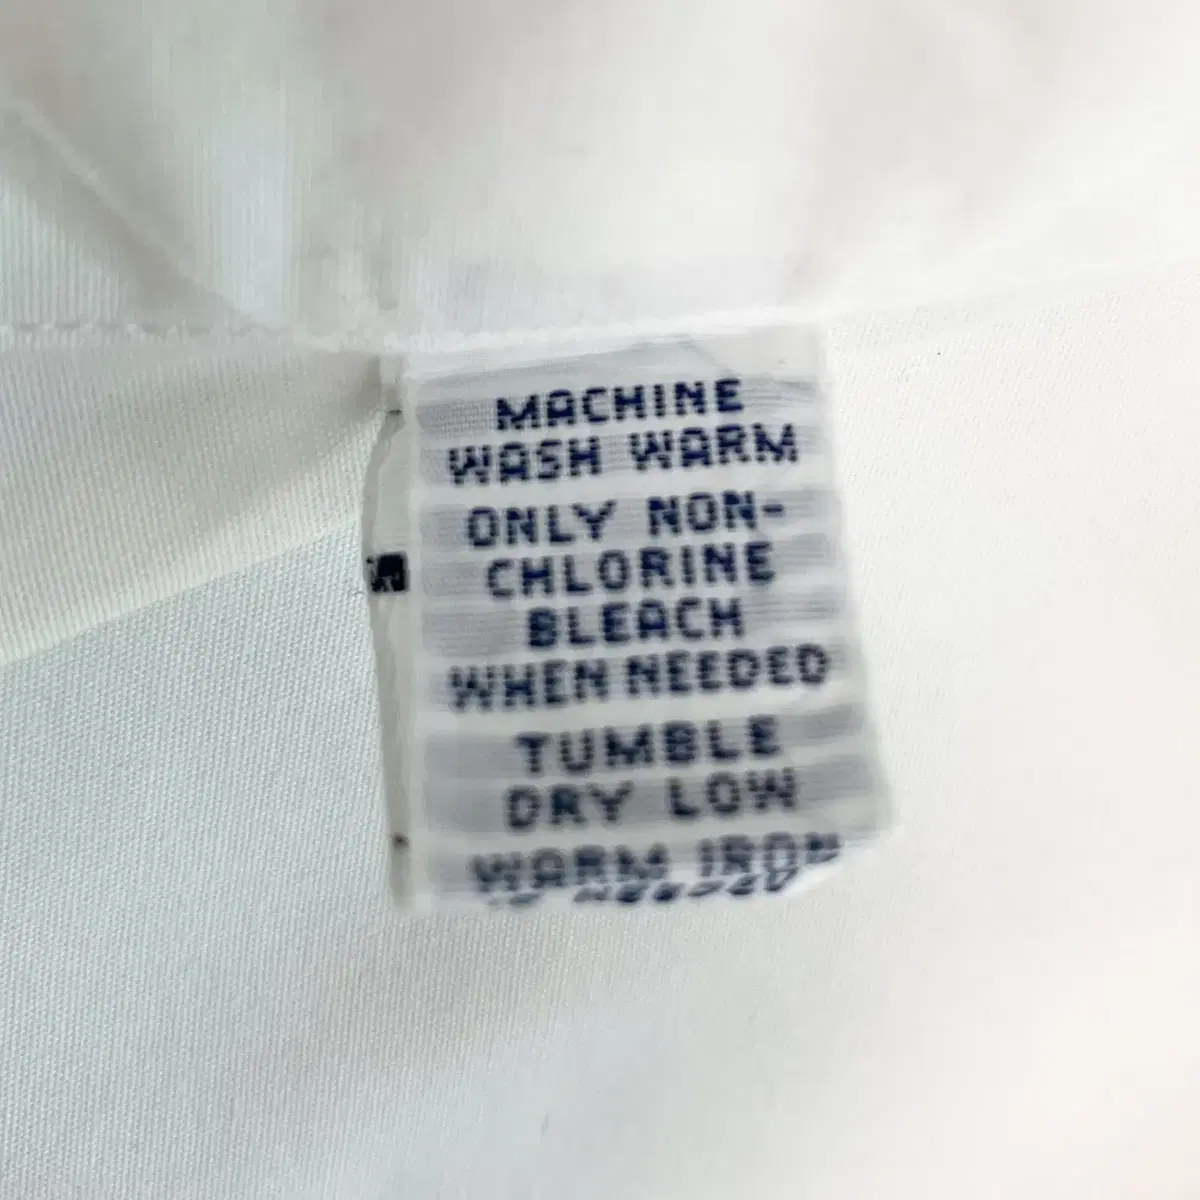 MACHINE
WASH WARM
ONLY NON-
CHLORINE
BLEACH
WHEN NEEDED
TUMBLE
DRY LOW
WARM IRON